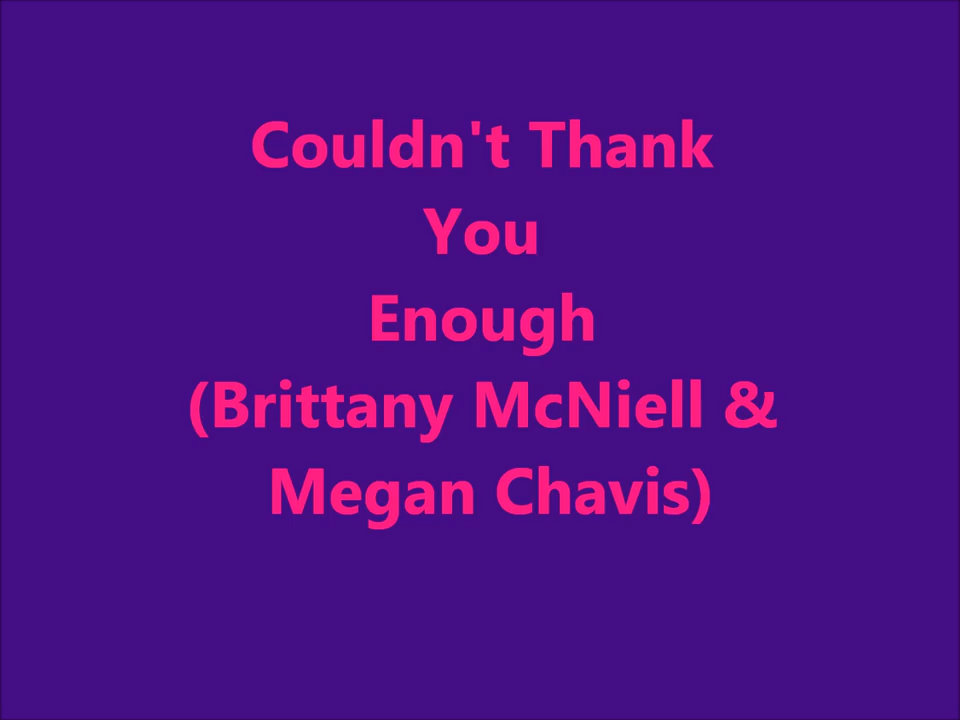 Couldn't Thank
You
Enough
(Brittany McNiell &
Megan Chavis)